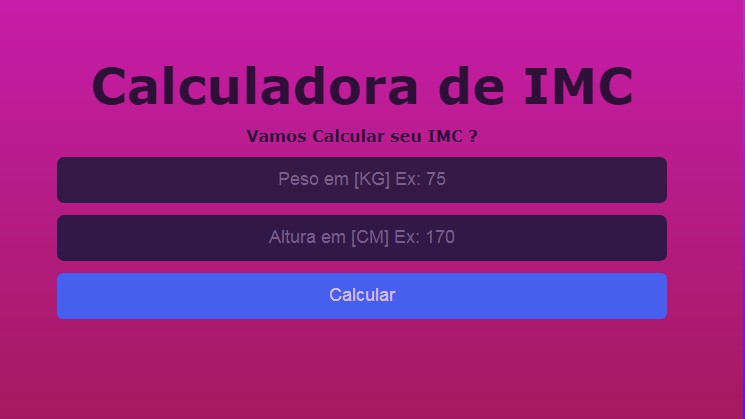 Calculadora de IMC
Vamos Calcular seu IMC ?
Peso em [KG] Ex: 75
Altura em [CM] Ex: 170
Calcular